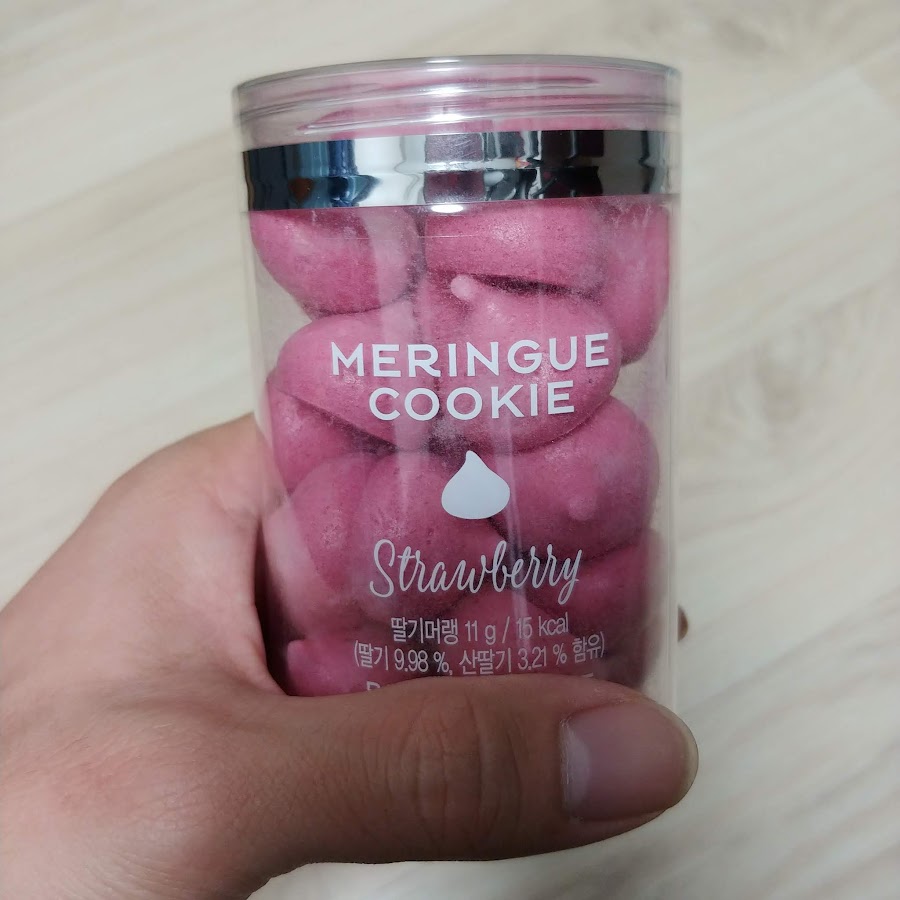 MERINGUE
COOKIE
Strawberry
딸기머랭 11 g / 15 kcal
(딸기 9.98 %, 산딸기 3.21 % 함유)